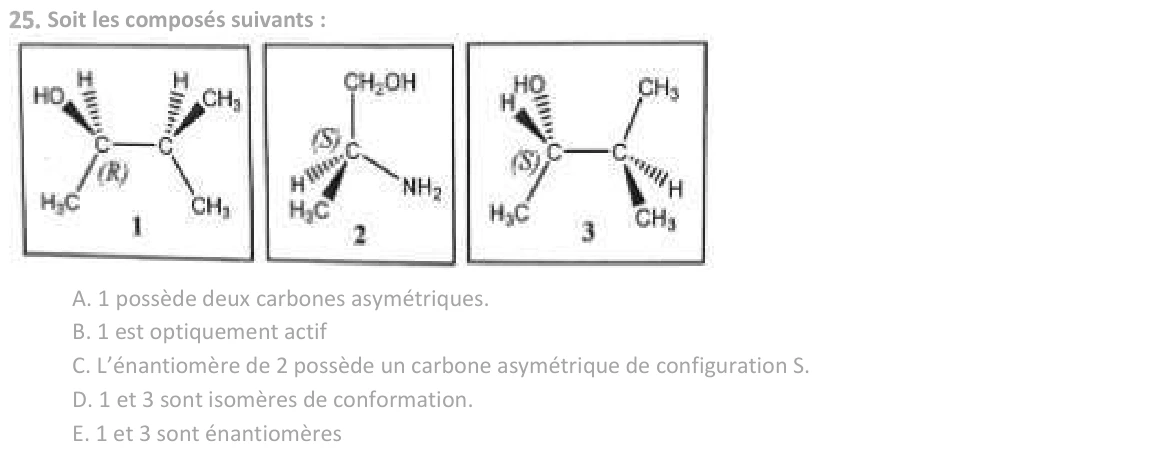 25. Soit les composés suivants :
H H
HO CH₃
C C
(R)
H₃C CH₃
1
CH₂OH
(S) C
H NH₂
H₃C
2
HO CH₃
H
(S) C C
H
H₃C CH₃
3
A. 1 possède deux carbones asymétriques.
B. 1 est optiquement actif
C. L'énantiomère de 2 possède un carbone asymétrique de configuration S.
D. 1 et 3 sont isomères de conformation.
E. 1 et 3 sont énantiomères